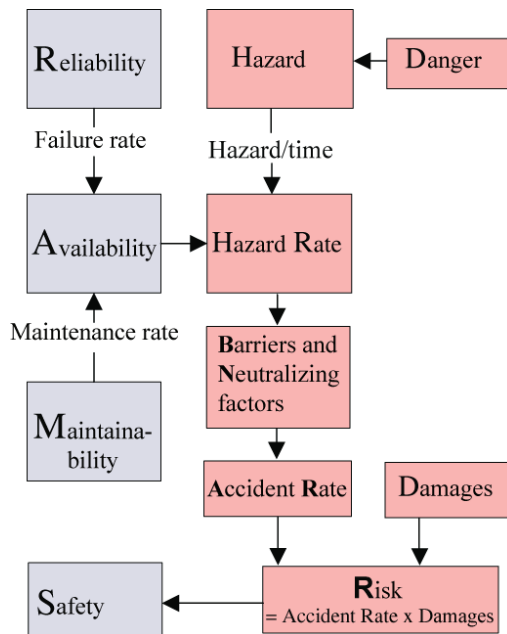 Reliability
Hazard
Danger
Failure rate
Hazard/time
Availability
Hazard Rate
Maintenance rate
Barriers and
Neutralizing
factors
Maintaina-
bility
Accident Rate
Damages
Safety
Risk
= Accident Rate x Damages